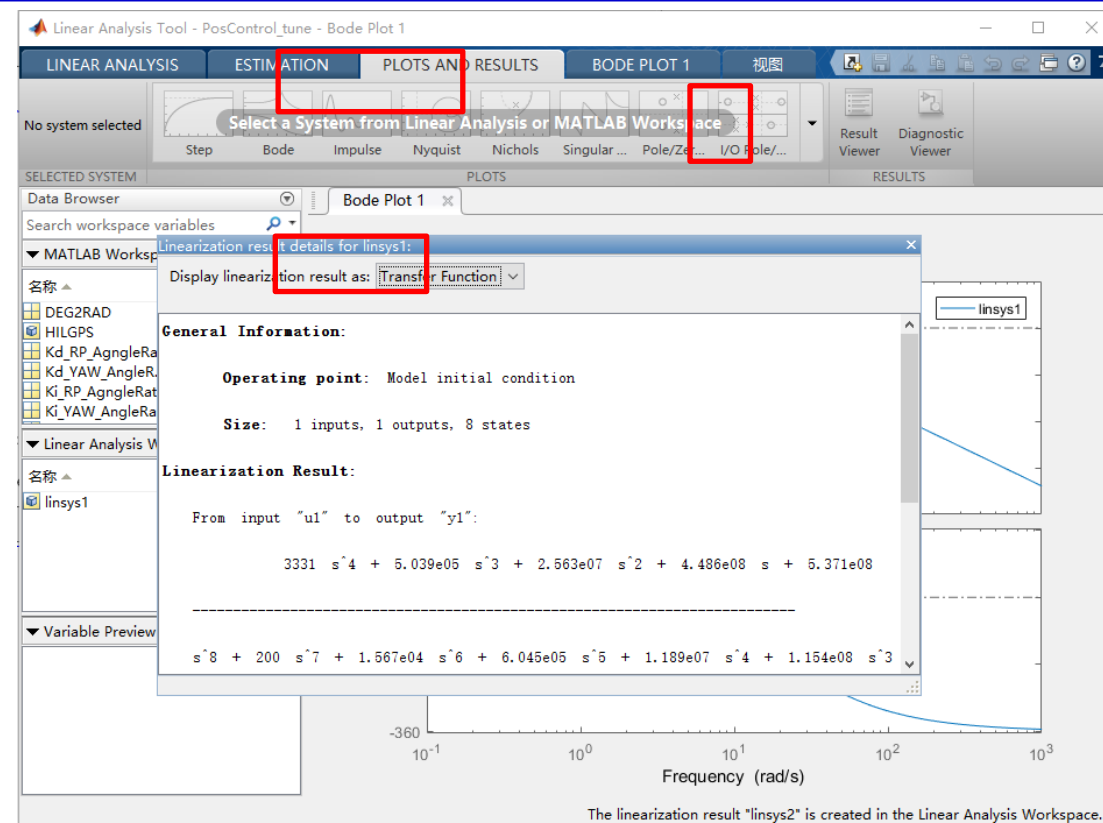 Linear Analysis Tool - PosControl_tune - Bode Plot 1
LINEAR ANALYSIS ESTIMATION PLOTS AND RESULTS BODE PLOT 1 视图
No system selected
Select a System from Linear Analysis or MATLAB Workspace
Step Bode Impulse Nyquist Nichols Singular ... Pole/Zer... I/O Pole/... Result Viewer Diagnostic Viewer
SELECTED SYSTEM PLOTS RESULTS
Data Browser Bode Plot 1
Search workspace variables
MATLAB Worksp
Linearization result details for linsys1:
Display linearization result as: Transfer Function
名称
DEG2RAD
HILGPS
Kd_RP_AgngleRa
Kd_YAW_AngleR.
Ki_RP_AgngleRat
Ki_YAW_AngleRa
Linear Analysis W
名称
linsys1
Variable Preview
General Information:
Operating point: Model initial condition
Size: 1 inputs, 1 outputs, 8 states
Linearization Result:
From input "u1" to output "y1":
3331 s^4 + 5.039e05 s^3 + 2.563e07 s^2 + 4.486e08 s + 5.371e08
---------------------------------------------------------------------------
s^8 + 200 s^7 + 1.567e04 s^6 + 6.045e05 s^5 + 1.189e07 s^4 + 1.154e08 s^3
linsys1
-360
10^-1 10^0 10^1 10^2 10^3
Frequency (rad/s)
The linearization result "linsys2" is created in the Linear Analysis Workspace.